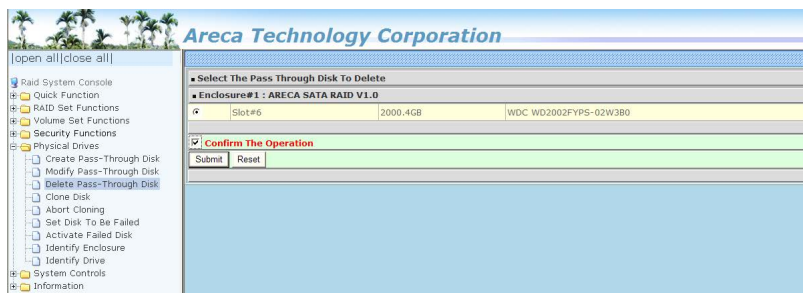 Areca Technology Corporation
|open all|close all|
Raid System Console
Quick Function
RAID Set Functions
Volume Set Functions
Security Functions
Physical Drives
Create Pass-Through Disk
Modify Pass-Through Disk
Delete Pass-Through Disk
Clone Disk
Abort Cloning
Set Disk To Be Failed
Activate Failed Disk
Identify Enclosure
Identify Drive
System Controls
Information
Select The Pass Through Disk To Delete
Enclosure#1 : ARECA SATA RAID V1.0
Slot#6 2000.4GB WDC WD2002FYPS-02W3B0
Confirm The Operation
Submit Reset